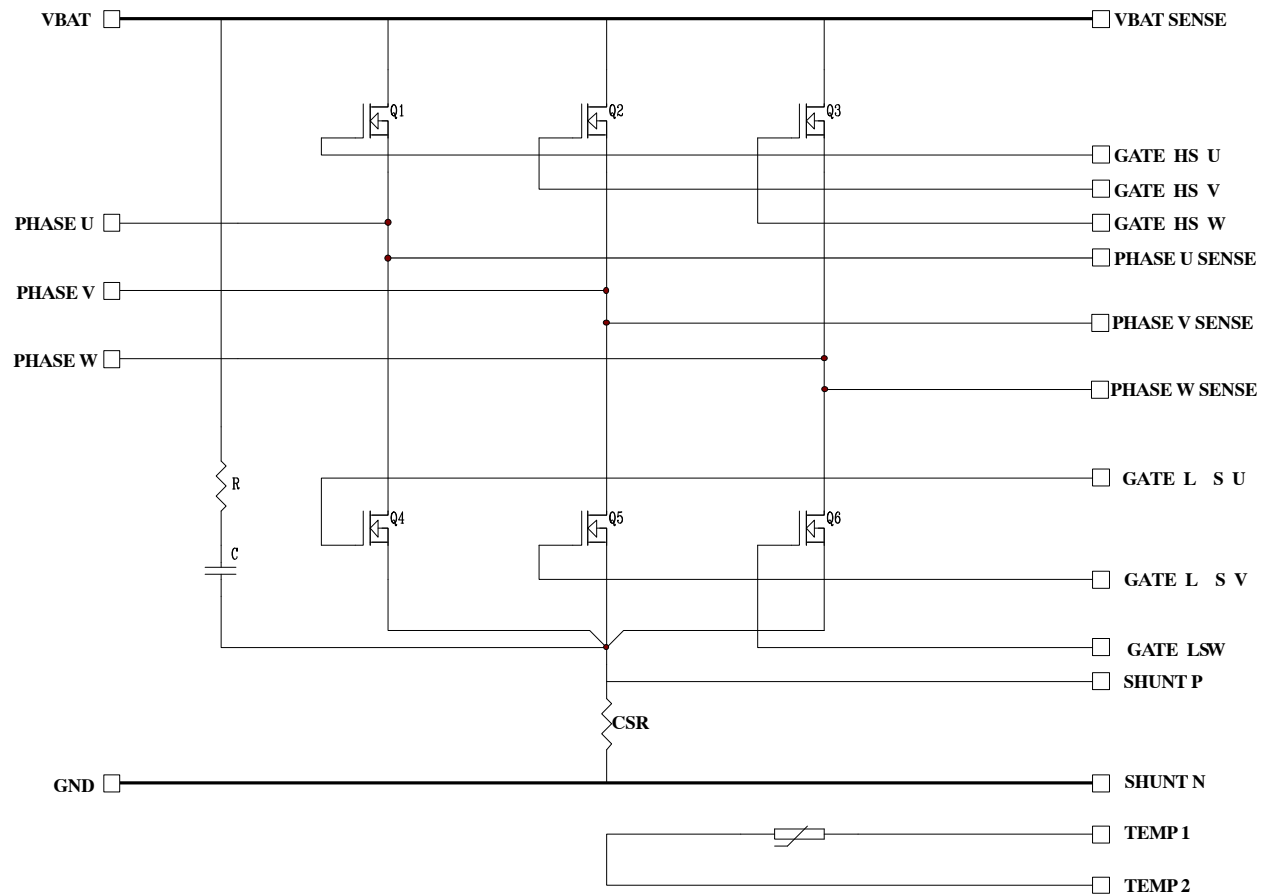 VBAT
VBAT SENSE
Q1
Q2
Q3
GATE HS U
GATE HS V
PHASE U
GATE HS W
PHASE U SENSE
PHASE V
PHASE V SENSE
PHASE W
PHASE W SENSE
R
GATE L S U
Q4
Q5
Q6
C
GATE L S V
GATE LSW
SHUNT P
CSR
GND
SHUNT N
TEMP 1
TEMP 2